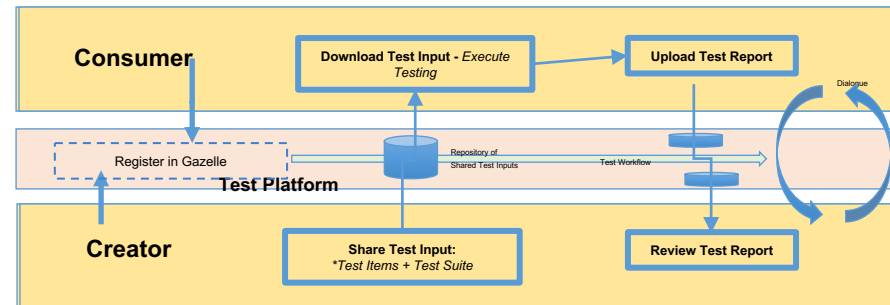 Consumer
Download Test Input - Execute
Testing
Upload Test Report
Dialogue
Register in Gazelle
Repository of
Shared Test Inputs
Test Workflow
Test Platform
Creator
Share Test Input:
*Test Items + Test Suite
Review Test Report